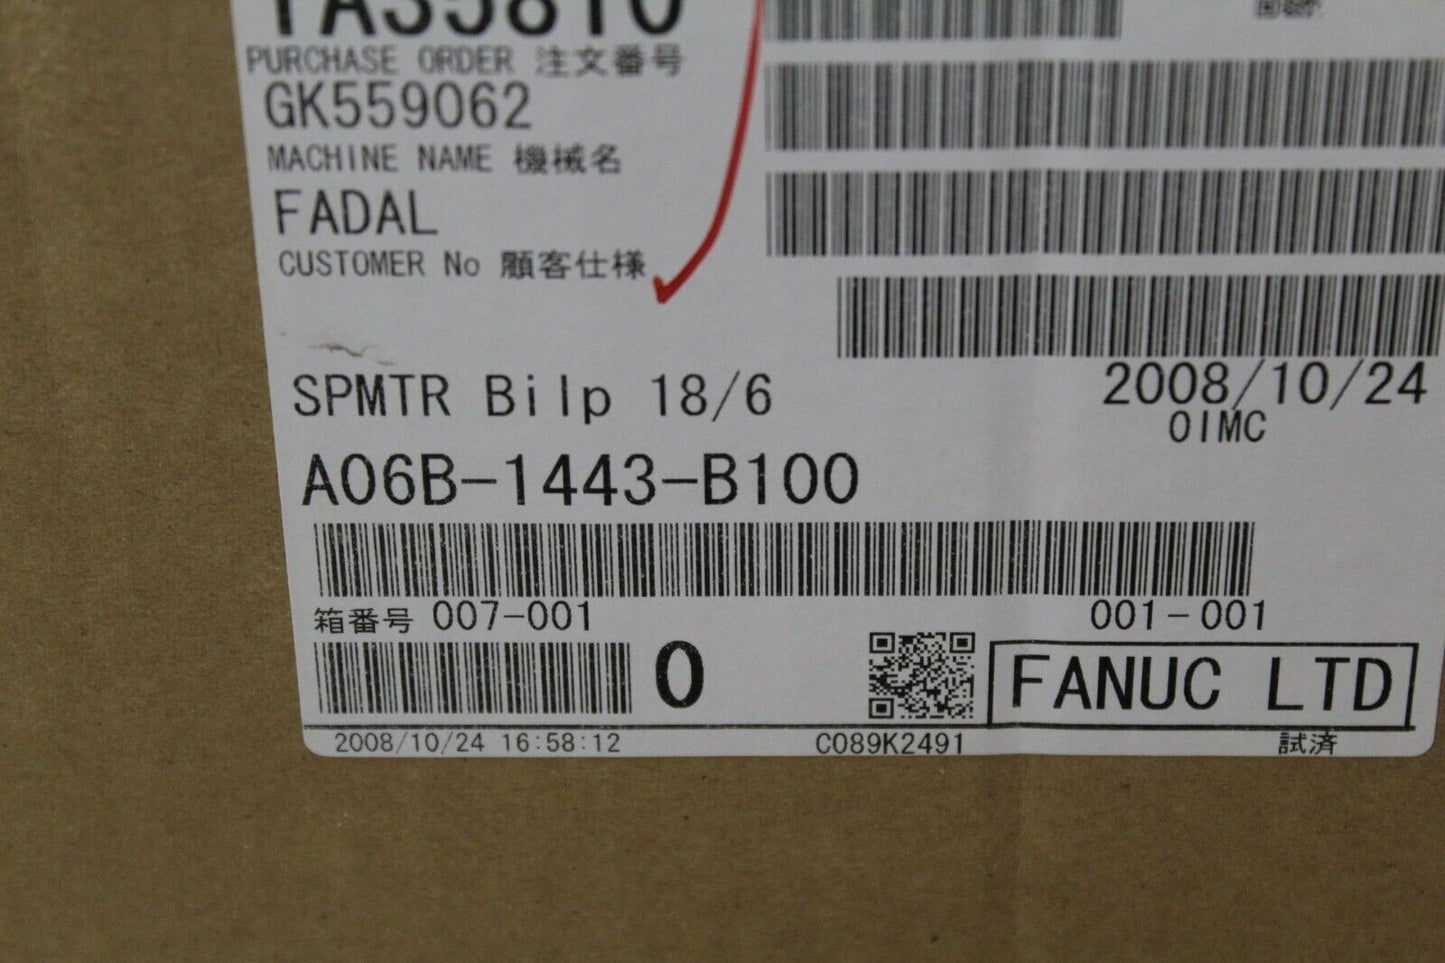 PURCHASE ORDER 注文番号
GK559062
MACHINE NAME 機械名
FADAL
CUSTOMER No 顧客仕様
SPMTR BiIp 18/6
2008/10/24
OIMC
A06B-1443-B100
箱番号 007-001
001-001
0
FANUC LTD
2008/10/24 16:58:12
C089K2491
試済